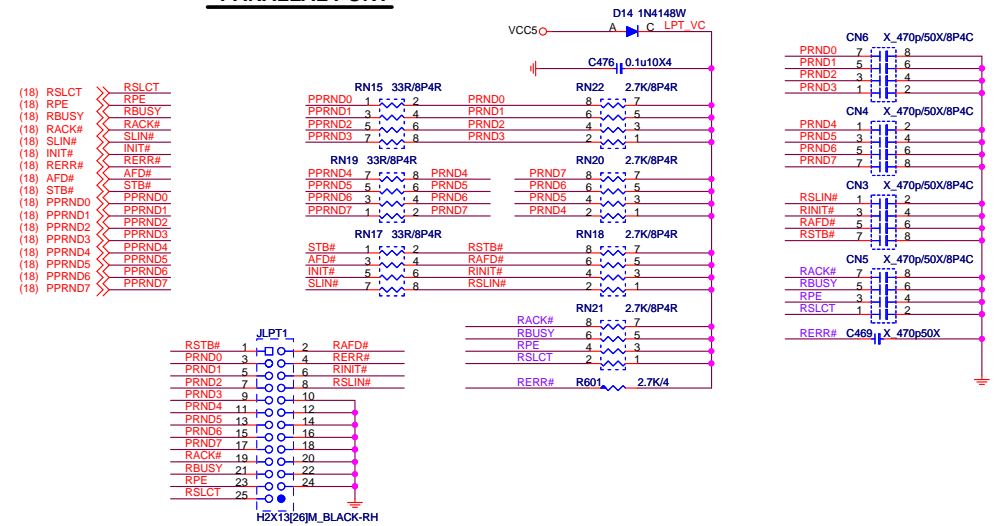 PARALLAL PORT
D14 1N4148W
VCC5 A C LPT_VC
C476 0.1u10X4
(18) RSLCT RSLCT
(18) RPE RPE
(18) RBUSY RBUSY
(18) RACK# RACK#
(18) SLIN# SLIN#
(18) INIT# INIT#
(18) RERR# RERR#
(18) AFD# AFD#
(18) STB# STB#
(18) PPRND0 PPRND0
(18) PPRND1 PPRND1
(18) PPRND2 PPRND2
(18) PPRND3 PPRND3
(18) PPRND4 PPRND4
(18) PPRND5 PPRND5
(18) PPRND6 PPRND6
(18) PPRND7 PPRND7
RN15 33R/8P4R
PPRND0 1 2 PRND0
PPRND1 3 4 PRND1
PPRND2 5 6 PRND2
PPRND3 7 8 PRND3
RN22 2.7K/8P4R
8 7
6 5
4 3
2 1
RN19 33R/8P4R
PPRND4 7 8 PRND4
PPRND5 5 6 PRND5
PPRND6 3 4 PRND6
PPRND7 1 2 PRND7
RN20 2.7K/8P4R
PRND7 8 7
PRND6 6 5
PRND5 4 3
PRND4 2 1
RN17 33R/8P4R
STB# 1 2 RSTB#
AFD# 3 4 RAFD#
INIT# 5 6 RINIT#
SLIN# 7 8 RSLIN#
RN18 2.7K/8P4R
8 7
6 5
4 3
2 1
RN21 2.7K/8P4R
RACK# 8 7
RBUSY 6 5
RPE 4 3
RSLCT 2 1
RERR# R601 2.7K/4
CN6 X_470p/50X/8P4C
PRND0 7 8
PRND1 5 6
PRND2 3 4
PRND3 1 2
CN4 X_470p/50X/8P4C
PRND4 1 2
PRND5 3 4
PRND6 5 6
PRND7 7 8
CN3 X_470p/50X/8P4C
RSLIN# 1 2
RINIT# 3 4
RAFD# 5 6
RSTB# 7 8
CN5 X_470p/50X/8P4C
RACK# 7 8
RBUSY 5 6
RPE 3 4
RSLCT 1 2
RERR# C469 X_470p50X
JLPT1
RSTB# 1 2 RAFD#
PRND0 3 4 RERR#
PRND1 5 6 RINIT#
PRND2 7 8 RSLIN#
PRND3 9 10
PRND4 11 12
PRND5 13 14
PRND6 15 16
PRND7 17 18
RACK# 19 20
RBUSY 21 22
RPE 23 24
RSLCT 25
H2X13[26]M_BLACK-RH